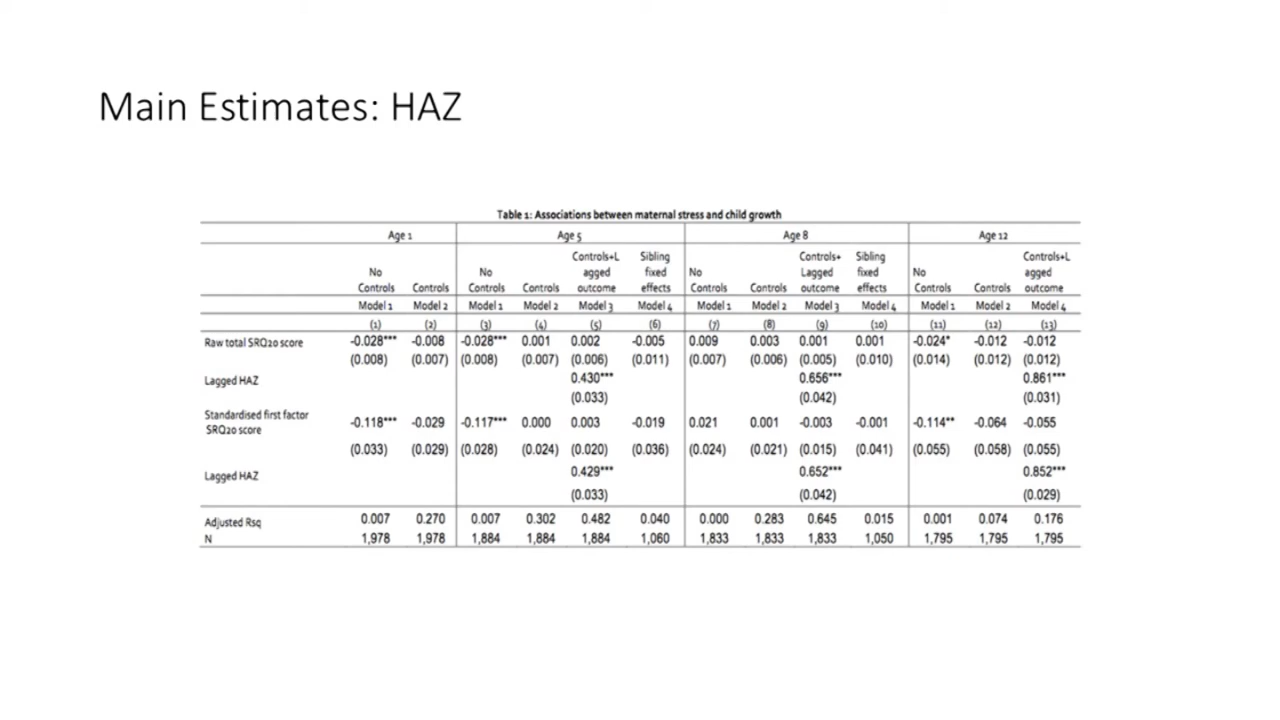 Main Estimates: HAZ
Table 1: Associations between maternal stress and child growth
Age 1 Age 5 Age 8 Age 12
Controls+L Sibling Controls+ Sibling Controls+L
No No agged fixed No Lagged fixed No agged
Controls Controls Controls Controls outcome effects Controls Controls outcome effects Controls Controls outcome
Model 1 Model 2 Model 1 Model 2 Model 3 Model 4 Model 1 Model 2 Model 3 Model 4 Model 1 Model 2 Model 4
(1) (2) (3) (4) (5) (6) (7) (8) (9) (10) (11) (12) (13)
Raw total SRQ20 score -0.028*** -0.008 -0.028*** 0.001 0.002 -0.005 0.009 0.003 0.001 0.001 -0.024* -0.012 -0.012
(0.008) (0.007) (0.008) (0.007) (0.006) (0.011) (0.007) (0.006) (0.005) (0.010) (0.014) (0.012) (0.012)
Lagged HAZ 0.430*** 0.656*** 0.861***
(0.033) (0.042) (0.031)
Standardised first factor
SRQ20 score -0.118*** -0.029 -0.117*** 0.000 0.003 -0.019 0.021 0.001 -0.003 -0.001 -0.114** -0.064 -0.055
(0.033) (0.029) (0.028) (0.024) (0.020) (0.036) (0.024) (0.021) (0.015) (0.041) (0.055) (0.058) (0.055)
Lagged HAZ 0.429*** 0.652*** 0.852***
(0.033) (0.042) (0.029)
Adjusted Rsq 0.007 0.270 0.007 0.302 0.482 0.040 0.000 0.283 0.645 0.015 0.001 0.074 0.176
N 1,978 1,978 1,884 1,884 1,884 1,060 1,833 1,833 1,833 1,050 1,795 1,795 1,795